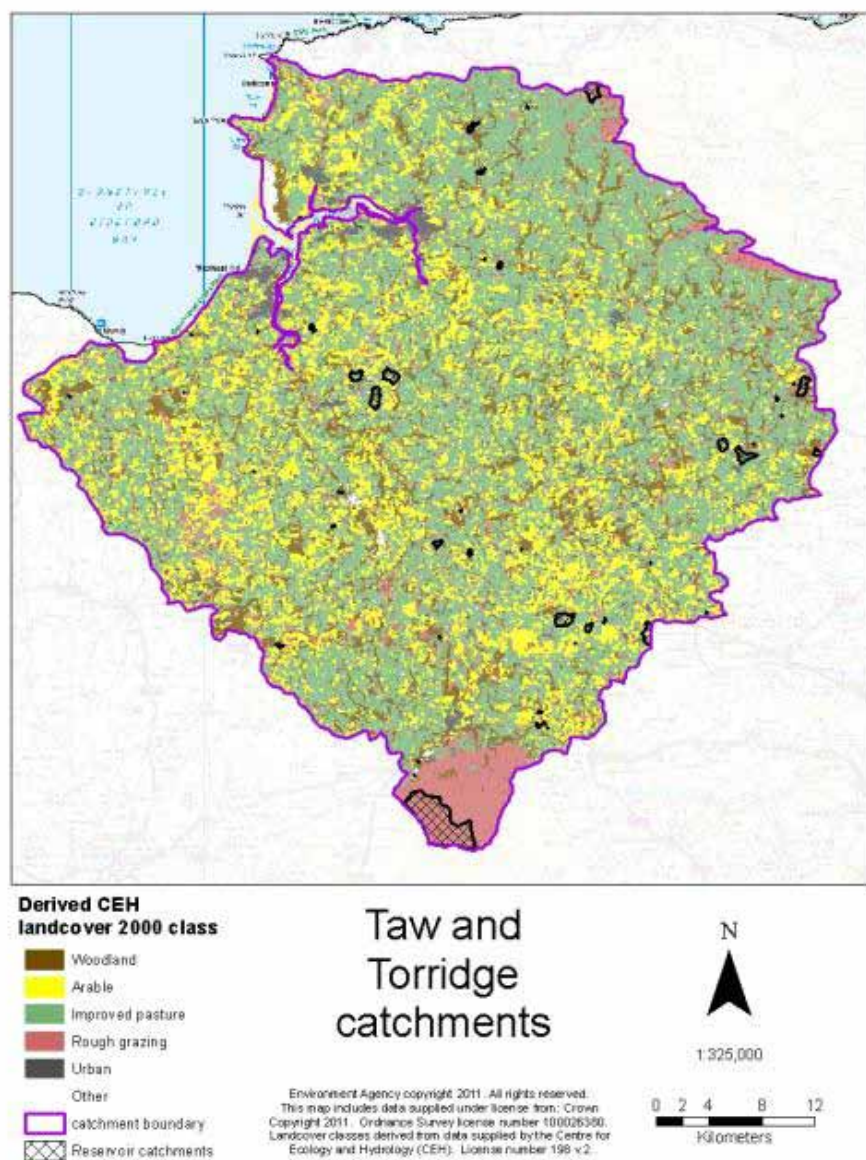 Derived CEH
landcover 2000 class
Woodland
Arable
Improved pasture
Rough grazing
Urban
Other
catchment boundary
Reservoir catchments
Taw and
Torridge
catchments
Environment Agency copyright 2011. All rights reserved.
This map includes data supplied under license from: Crown
Copyright 2011. Ordnance Survey license number 100026380.
Landcover classes derived from data supplied by the Centre for
Ecology and Hydrology (CEH). License number 198 v.2
N
1:325,000
0 2 4 8 12
Kilometers